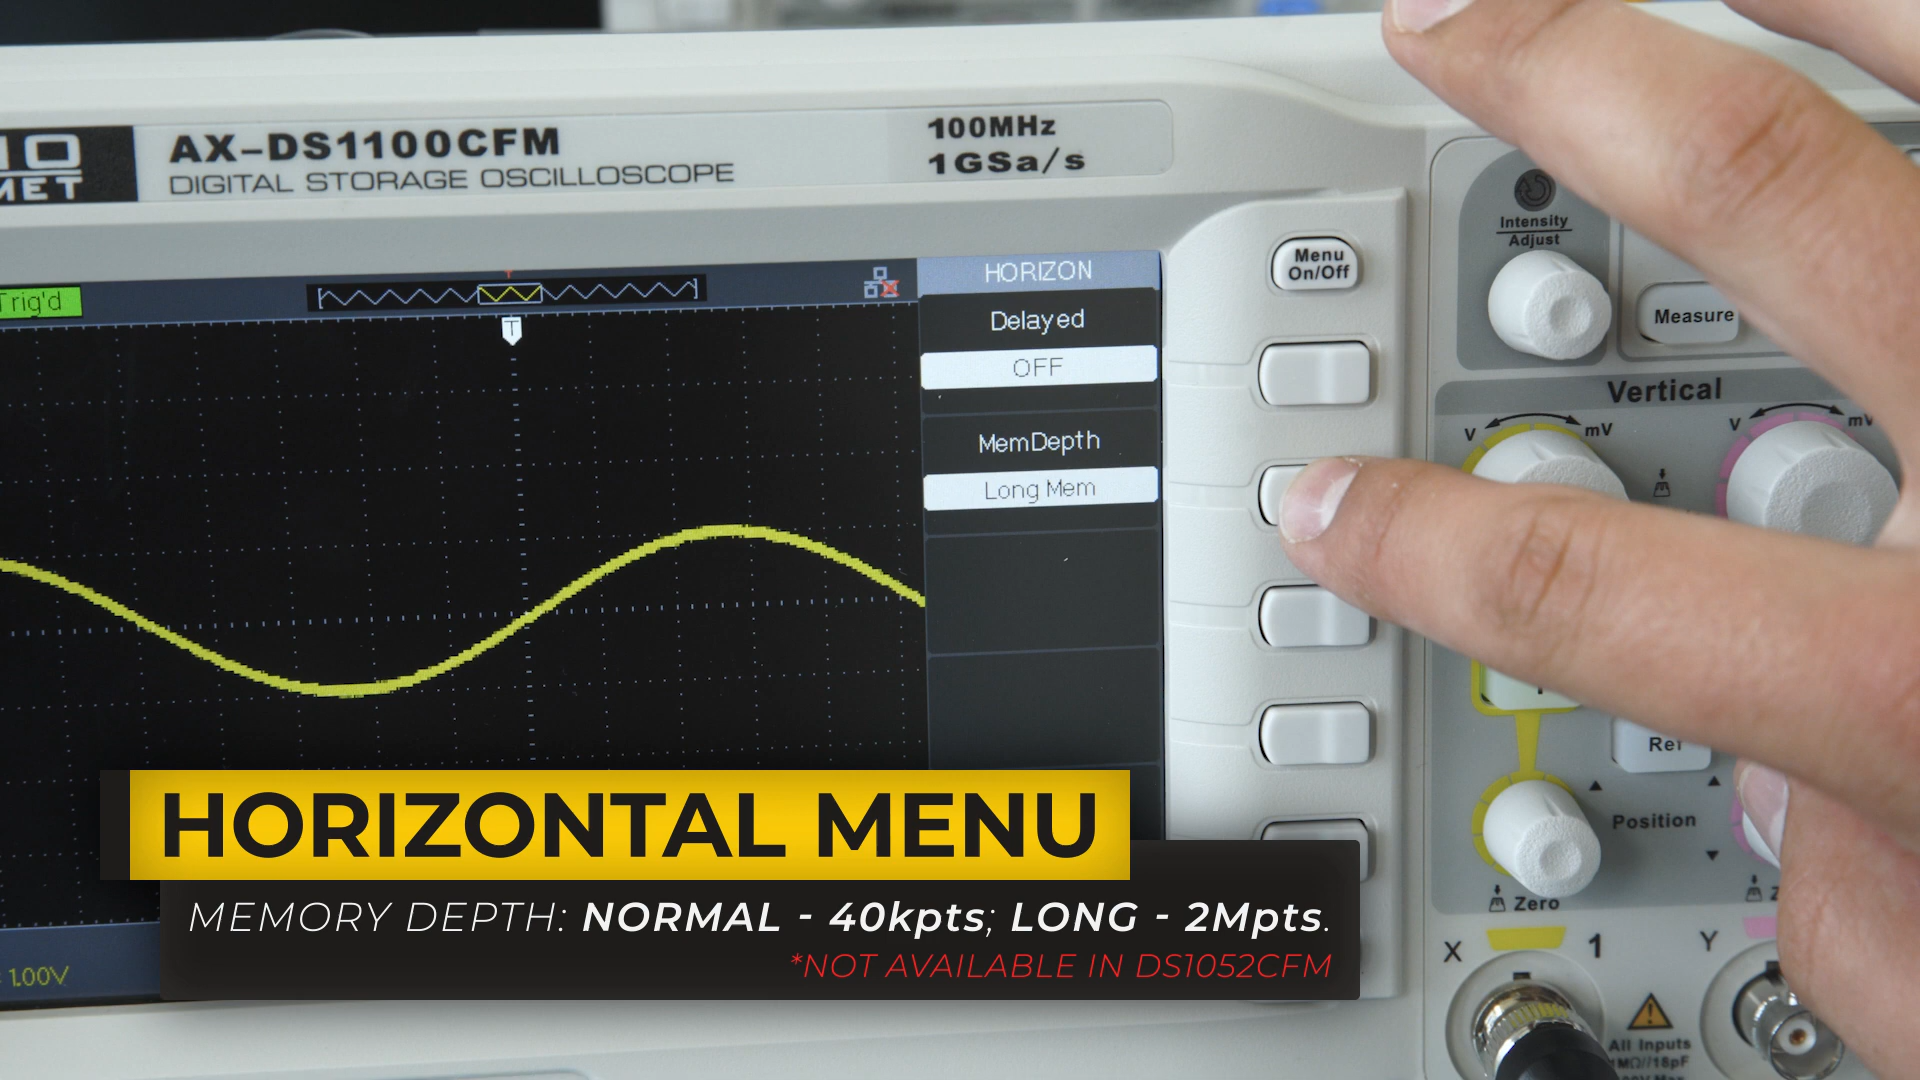 AX-DS1100CFM
DIGITAL STORAGE OSCILLOSCOPE
100MHz
1GSa/s
Trig'd
T
HORIZON
Delayed
OFF
MemDepth
Long Mem
1.00V
Menu
On/Off
Intensity
Adjust
Measure
Vertical
V
mV
V
mV
Ref
Position
Zero
X
1
Y
All Inputs
1MΩ//18pF
HORIZONTAL MENU
MEMORY DEPTH: NORMAL - 40kpts; LONG - 2Mpts.
*NOT AVAILABLE IN DS1052CFM